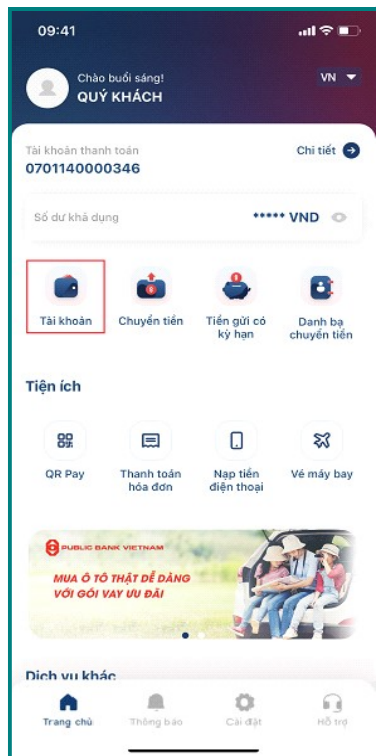 09:41
Chào buổi sáng!
QUÝ KHÁCH
VN
Tài khoản thanh toán
Chi tiết
0701140000346
Số dư khả dụng
***** VND
Tài khoản
Chuyển tiền
Tiền gửi có
kỳ hạn
Danh bạ
chuyển tiền
Tiện ích
QR Pay
Thanh toán
hóa đơn
Nạp tiền
điện thoại
Vé máy bay
PUBLIC BANK VIETNAM
MUA Ô TÔ THẬT DỄ DÀNG
VỚI GÓI VAY ƯU ĐÃI
Dịch vụ khác
Trang chủ
Thông báo
Cài đặt
Hỗ trợ